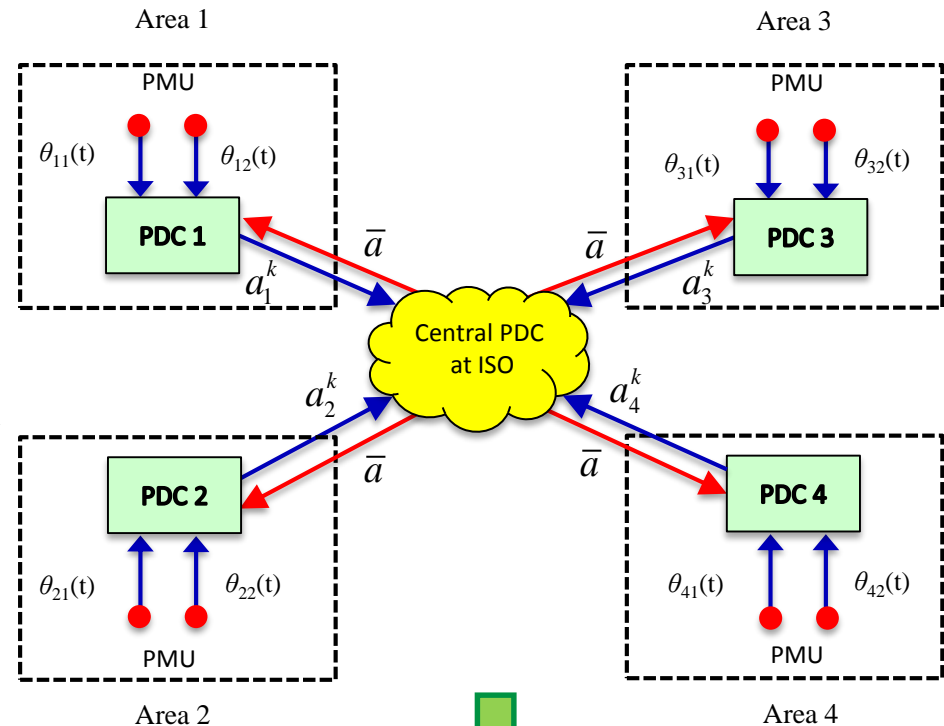 Area 1
Area 3
PMU
PMU
θ₁₁(t)
θ₁₂(t)
θ₃₁(t)
θ₃₂(t)
PDC 1
PDC 3
a̅
a̅
a₁ᵏ
a₃ᵏ
Central PDC
at ISO
a₂ᵏ
a₄ᵏ
a̅
a̅
PDC 2
PDC 4
θ₂₁(t)
θ₂₂(t)
θ₄₁(t)
θ₄₂(t)
PMU
PMU
Area 2
Area 4